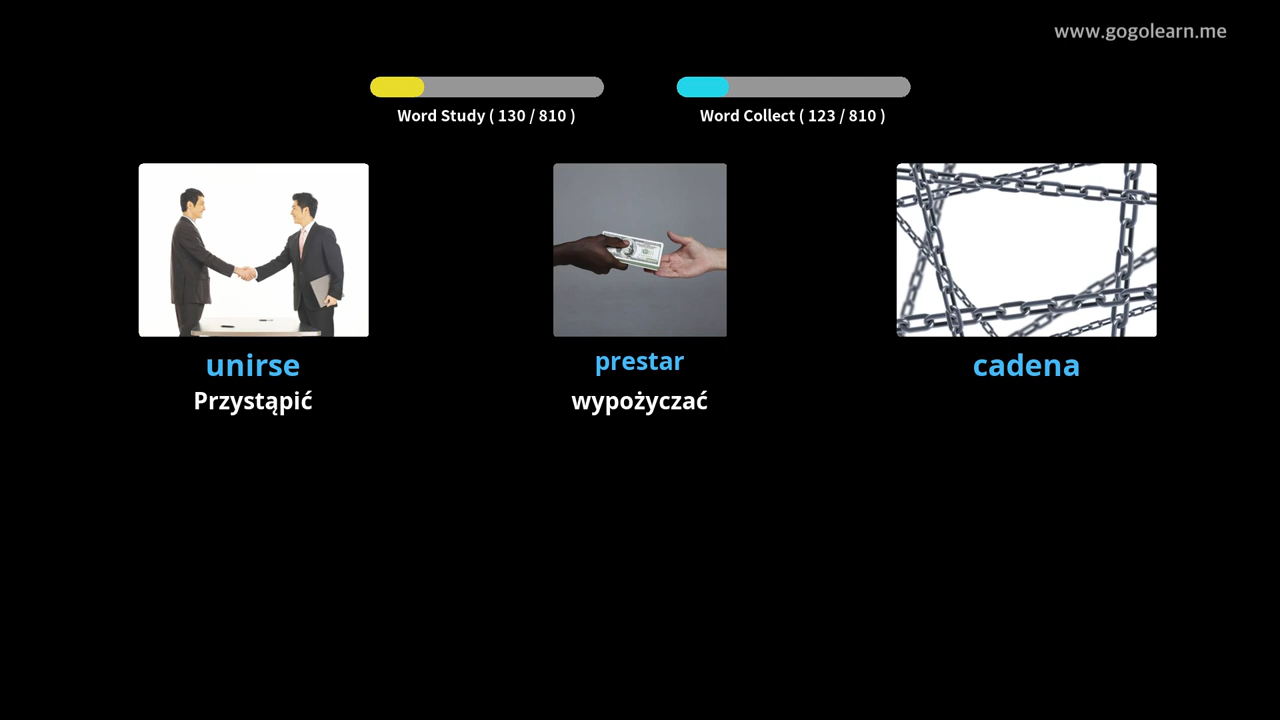 www.gogolearn.me
Word Study ( 130 / 810 )
Word Collect ( 123 / 810 )
unirse
Przystąpić
prestar
wypożyczać
cadena